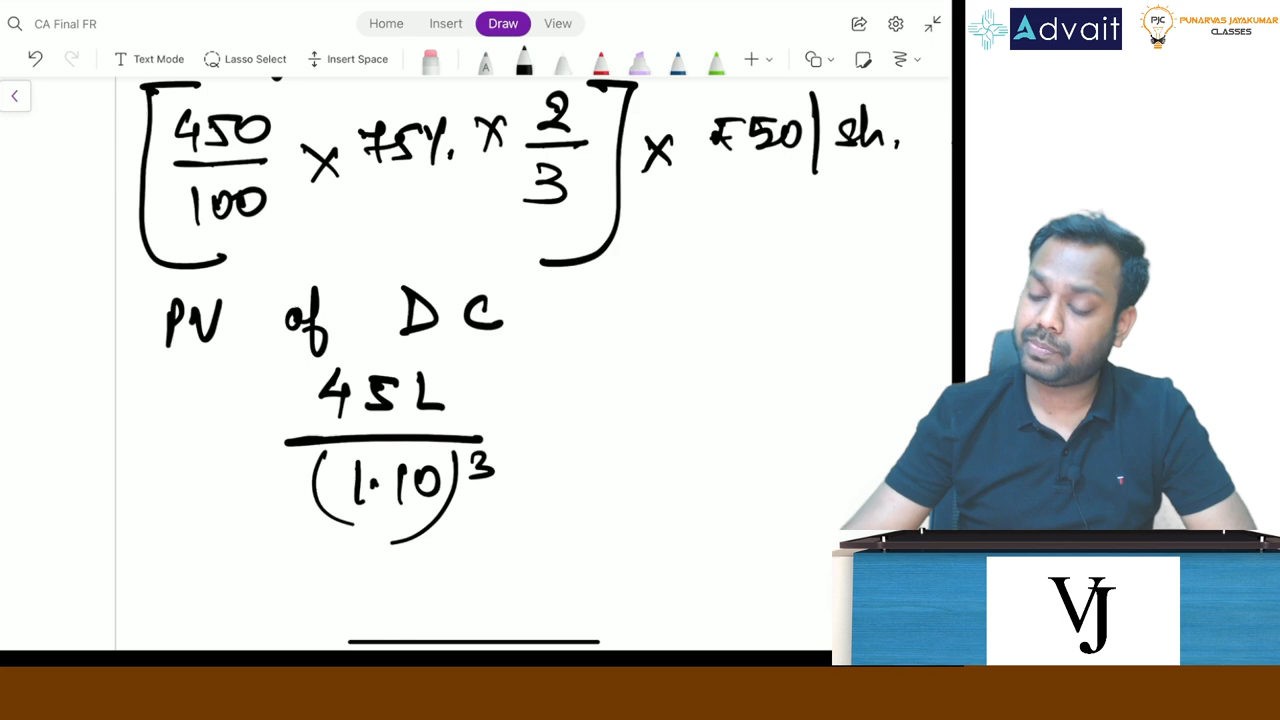 CA Final FR
Home Insert Draw View
Advait
PJC
PUNARVAS JAYAKUMAR
CLASSES
Text Mode Lasso Select Insert Space
A
[450/100 × 75% × 2/3] × ₹50/sh.
PV of DC
45L
(1.10)³
VJ